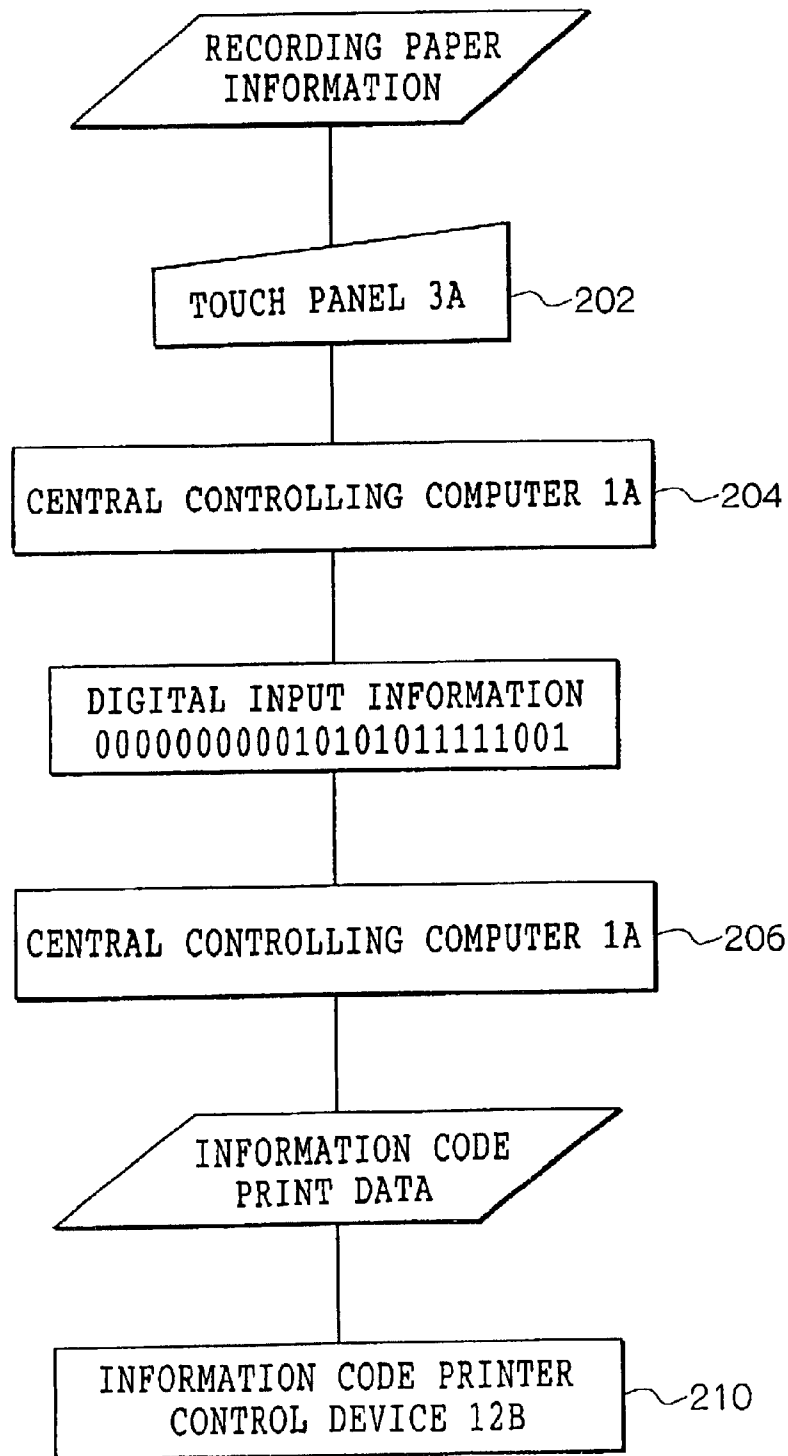 RECORDING PAPER
INFORMATION
TOUCH PANEL 3A
202
CENTRAL CONTROLLING COMPUTER 1A
204
DIGITAL INPUT INFORMATION
000000000010101011111001
CENTRAL CONTROLLING COMPUTER 1A
206
INFORMATION CODE
PRINT DATA
INFORMATION CODE PRINTER
CONTROL DEVICE 12B
210